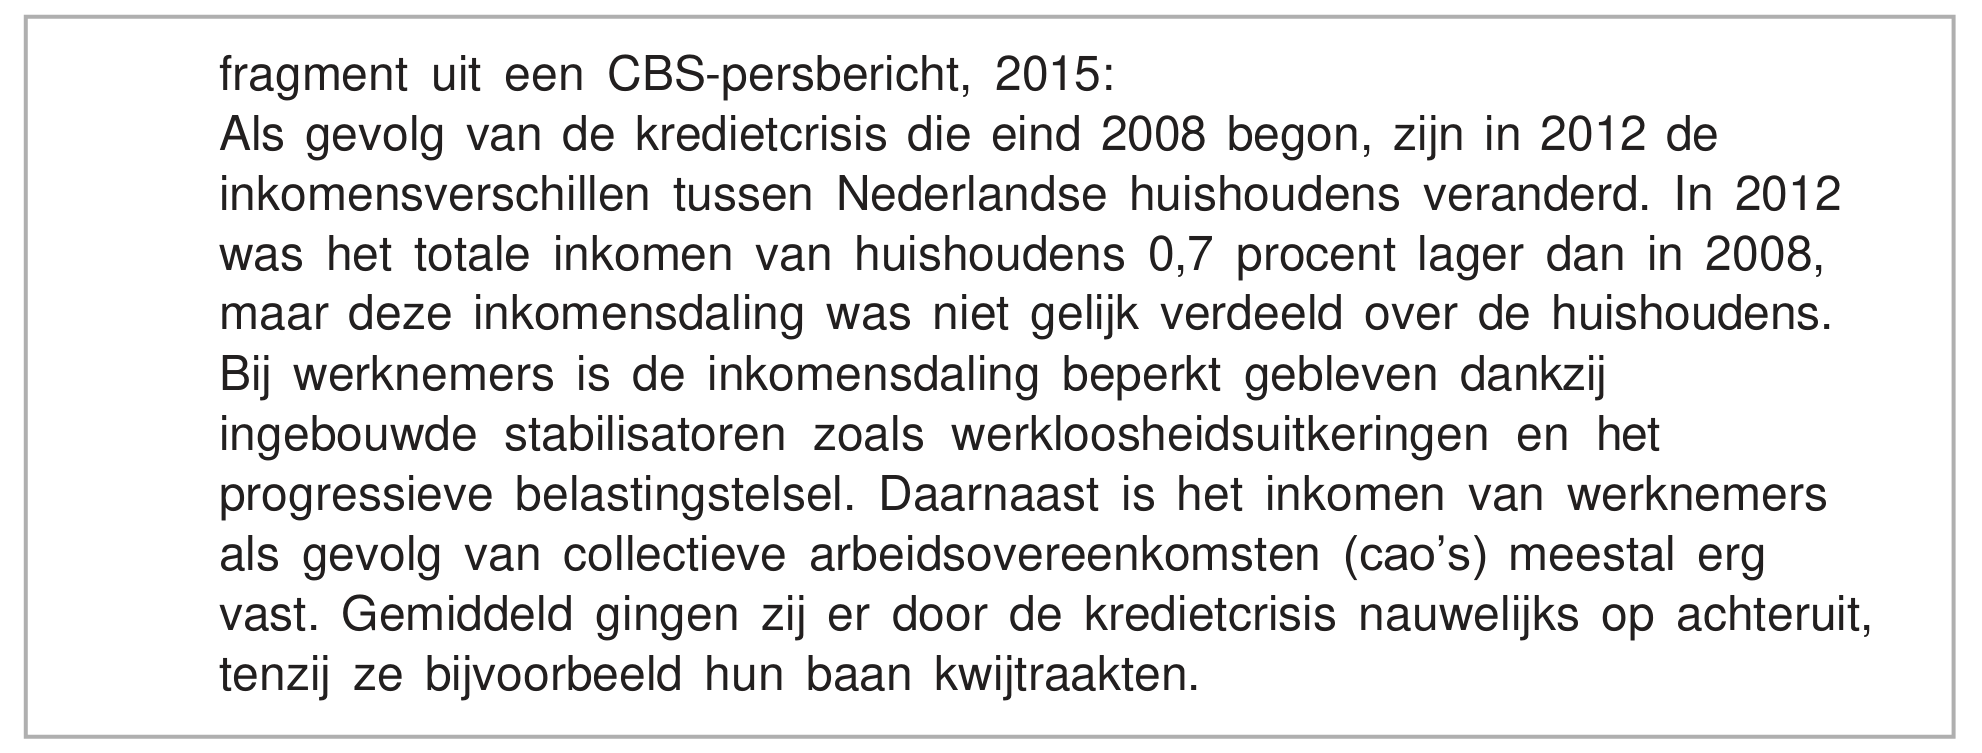 fragment uit een CBS-persbericht, 2015:
Als gevolg van de kredietcrisis die eind 2008 begon, zijn in 2012 de
inkomensverschillen tussen Nederlandse huishoudens veranderd. In 2012
was het totale inkomen van huishoudens 0,7 procent lager dan in 2008,
maar deze inkomensdaling was niet gelijk verdeeld over de huishoudens.
Bij werknemers is de inkomensdaling beperkt gebleven dankzij
ingebouwde stabilisatoren zoals werkloosheidsuitkeringen en het
progressieve belastingstelsel. Daarnaast is het inkomen van werknemers
als gevolg van collectieve arbeidsovereenkomsten (cao’s) meestal erg
vast. Gemiddeld gingen zij er door de kredietcrisis nauwelijks op achteruit,
tenzij ze bijvoorbeeld hun baan kwijtraakten.